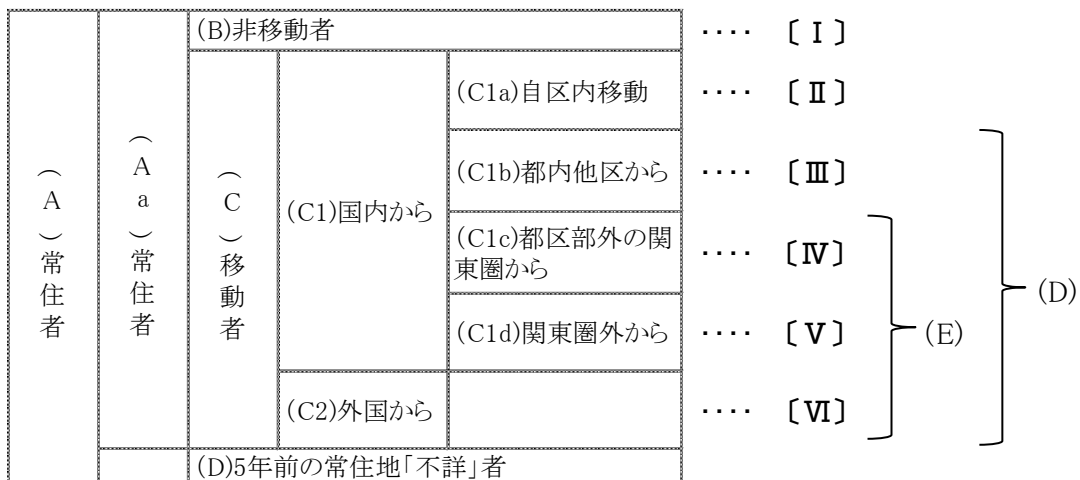 (B)非移動者 ････ 〔Ⅰ〕
(C1a)自区内移動 ････ 〔Ⅱ〕
(C1b)都内他区から ････ 〔Ⅲ〕
(A)常住者
(Aa)常住者
(C)移動者
(C1)国内から
(C1c)都区部外の関
東圏から ････ 〔Ⅳ〕
(D)
(C1d)関東圏外から ････ 〔Ⅴ〕
(E)
(C2)外国から ････ 〔Ⅵ〕
(D)5年前の常住地「不詳」者